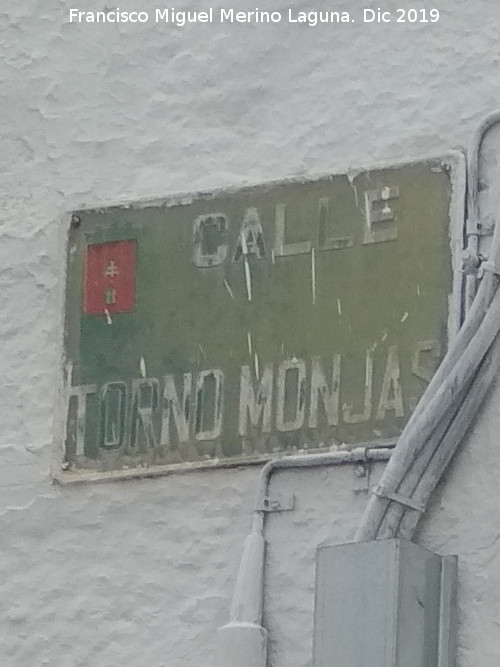 Francisco Miguel Merino Laguna. Dic 2019
CALLE
TORNO MONJAS